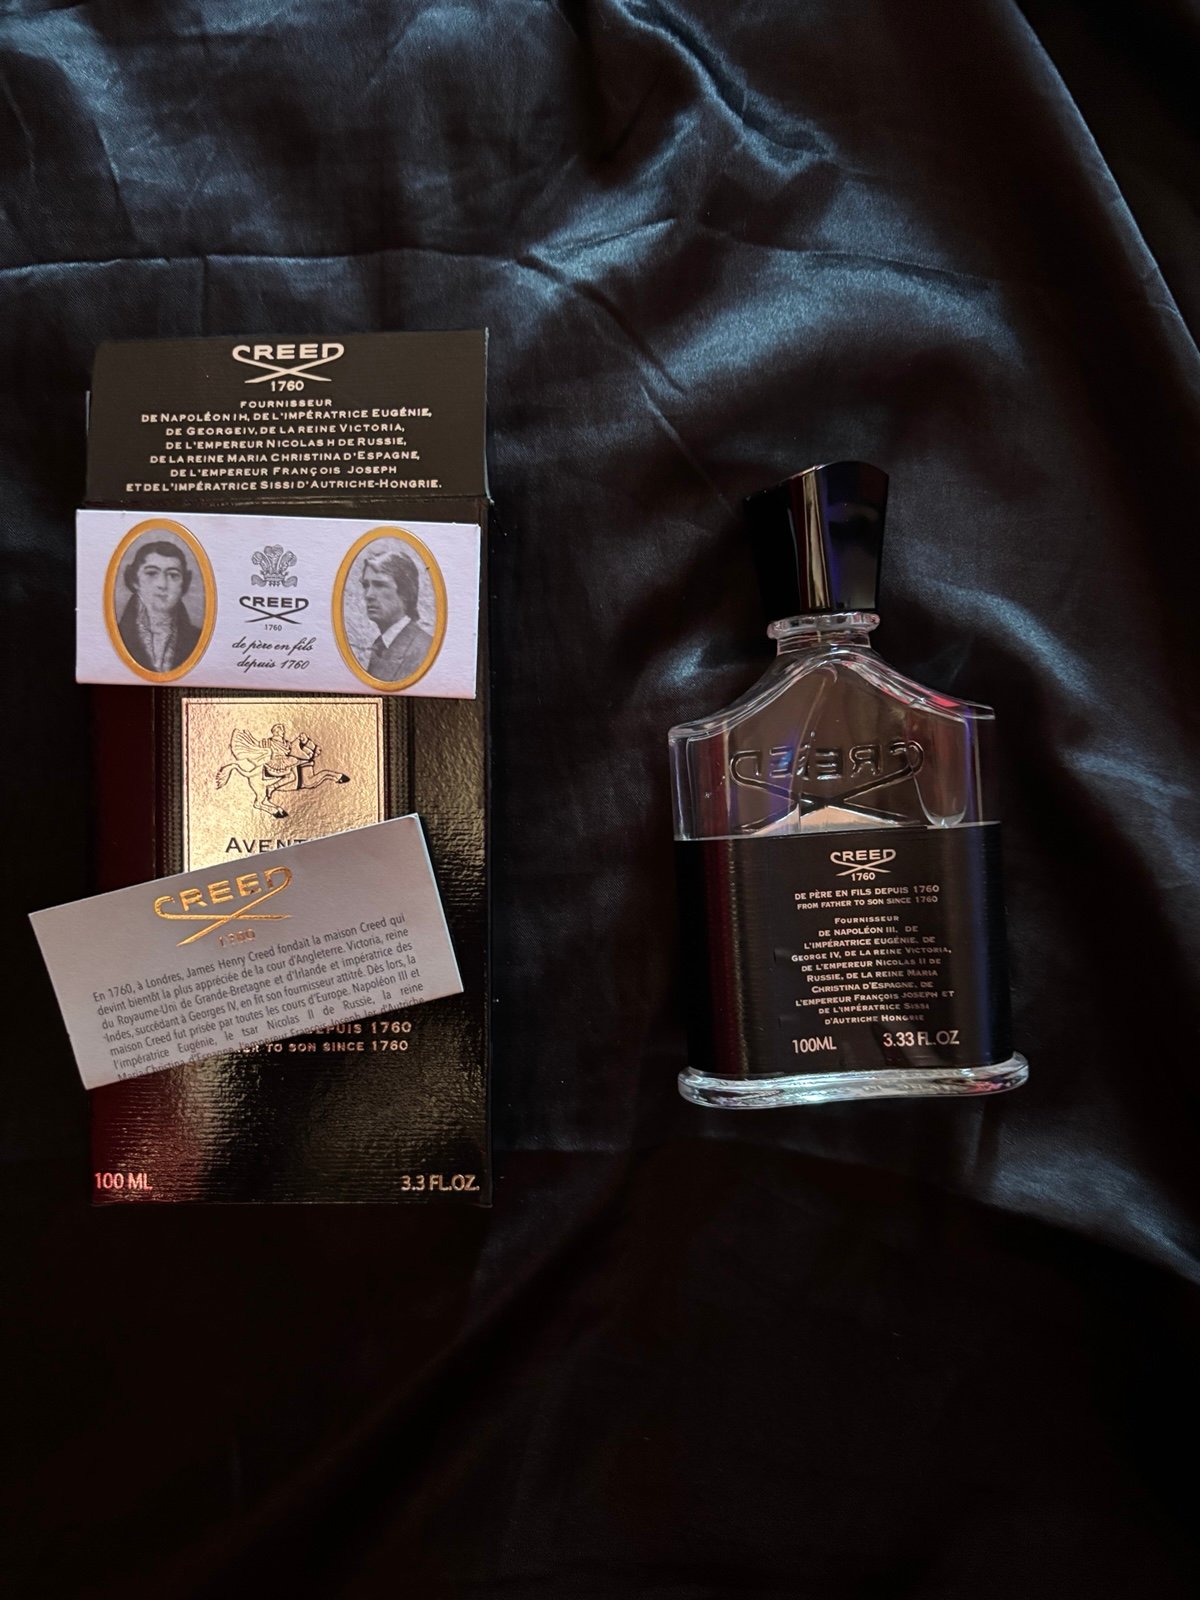 CREED
1760
FOURNISSEUR
DE NAPOLÉON IH, DE L'IMPÉRATRICE EUGÉNIE,
DE GEORGEIV, DE LA REINE VICTORIA,
DE L'EMPEREUR NICOLAS H DE RUSSIE,
DE LA REINE MARIA CHRISTINA D'ESPAGNE,
DE L'EMPEREUR FRANÇOIS JOSEPH
ET DE L'IMPÉRATRICE SISSI D'AUTRICHE-HONGRIE.
CREED
1760
de père en fils
depuis 1760
AVENT
CREED
1760
En 1760, à Londres, James Henry Creed fondait la maison Creed qui
devint bientôt la plus appréciée de la cour d'Angleterre. Victoria, reine
du Royaume-Uni de Grande-Bretagne et d'Irlande et impératrice des
Indes, succédant à Georges IV, en fit son fournisseur attitré. Dès lors, la
maison Creed fut prisée par toutes les cours d'Europe. Napoléon III et
l'impératrice Eugénie, le tsar Nicolas II de Russie, la reine
Maria-Christina d'Espagne, l'empereur
EPUIS 1760
TO SON SINCE 1760
100 ML
3.3 FL.OZ.
CREED
CREED
1760
DE PÈRE EN FILS DEPUIS 1760
FROM FATHER TO SON SINCE 1760
FOURNISSEUR
DE NAPOLÉON III, DE
L'IMPÉRATRICE EUGÉNIE, DE
GEORGE IV, DE LA REINE VICTORIA,
DE L'EMPEREUR NICOLAS II DE
RUSSIE, DE LA REINE MARIA
CHRISTINA D'ESPAGNE, DE
L'EMPEREUR FRANÇOIS JOSEPH ET
DE L'IMPÉRATRICE SISSI
D'AUTRICHE HONGRIE
100ML
3.33 FL.OZ